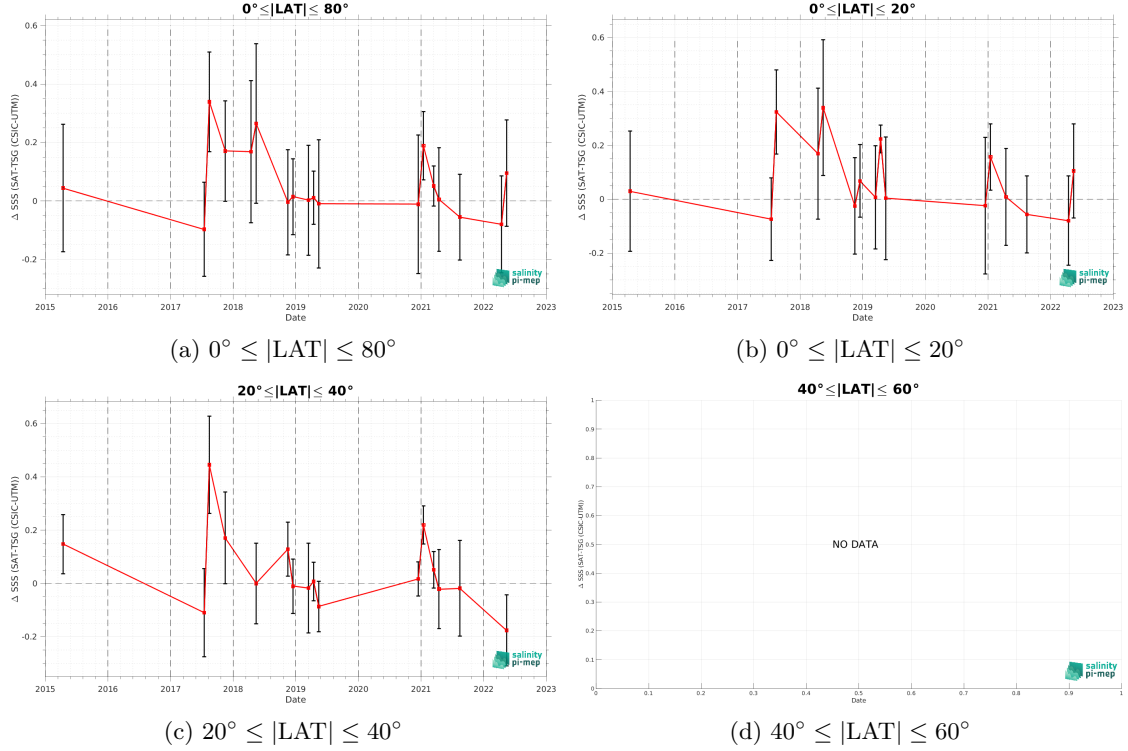 0°≤|LAT|≤ 80°
Δ SSS (SAT-TSG (CSIC-UTM))
0.6
0.4
0.2
0
-0.2
2015 2016 2017 2018 2019 2020 2021 2022 2023
Date
salinity
pi-mep
(a) 0° ≤ |LAT| ≤ 80°
0°≤|LAT|≤ 20°
Δ SSS (SAT-TSG (CSIC-UTM))
0.6
0.4
0.2
0
-0.2
2015 2016 2017 2018 2019 2020 2021 2022 2023
Date
salinity
pi-mep
(b) 0° ≤ |LAT| ≤ 20°
20°≤|LAT|≤ 40°
Δ SSS (SAT-TSG (CSIC-UTM))
0.6
0.4
0.2
0
-0.2
2015 2016 2017 2018 2019 2020 2021 2022 2023
Date
salinity
pi-mep
(c) 20° ≤ |LAT| ≤ 40°
40°≤|LAT|≤ 60°
Δ SSS (SAT-TSG (CSIC-UTM))
1
0.9
0.8
0.7
0.6
0.5
0.4
0.3
0.2
0.1
0
NO DATA
0 0.1 0.2 0.3 0.4 0.5 0.6 0.7 0.8 0.9 1
Date
salinity
pi-mep
(d) 40° ≤ |LAT| ≤ 60°